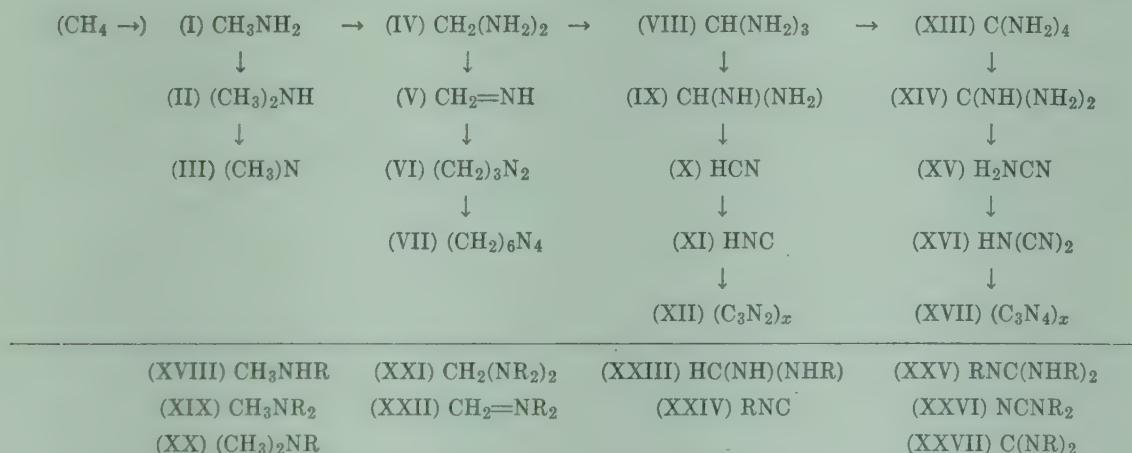 (CH₄ →) (I) CH₃NH₂ → (IV) CH₂(NH₂)₂ → (VIII) CH(NH₂)₃ → (XIII) C(NH₂)₄
↓ ↓ ↓ ↓
(II) (CH₃)₂NH (V) CH₂=NH (IX) CH(NH)(NH₂) (XIV) C(NH)(NH₂)₂
↓ ↓ ↓ ↓
(III) (CH₃)N (VI) (CH₂)₃N₂ (X) HCN (XV) H₂NCN
↓ ↓ ↓
(VII) (CH₂)₆N₄ (XI) HNC (XVI) HN(CN)₂
↓ ↓
(XII) (C₃N₂)ₓ (XVII) (C₃N₄)ₓ
(XVIII) CH₃NHR (XXI) CH₂(NR₂)₂ (XXIII) HC(NH)(NHR) (XXV) RNC(NHR)₂
(XIX) CH₃NR₂ (XXII) CH₂=NR₂ (XXIV) RNC (XXVI) NCNR₂
(XX) (CH₃)₂NR (XXVII) C(NR)₂